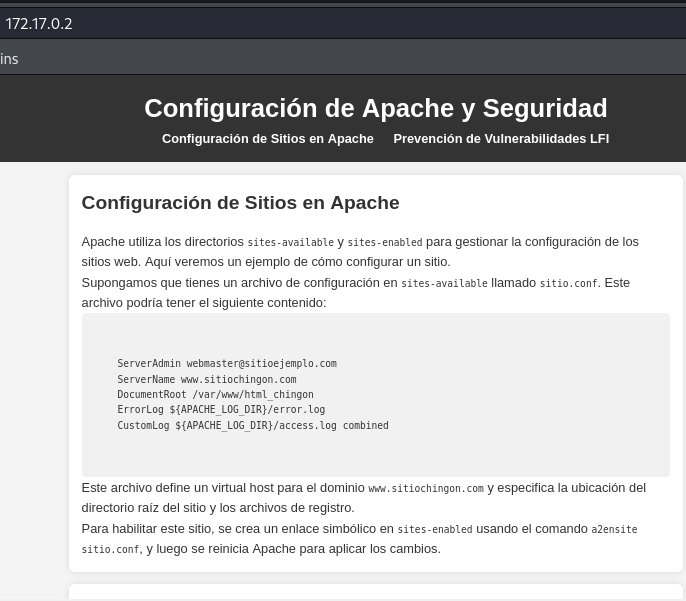 172.17.0.2
ins
Configuración de Apache y Seguridad
Configuración de Sitios en Apache Prevención de Vulnerabilidades LFI
Configuración de Sitios en Apache
Apache utiliza los directorios sites-available y sites-enabled para gestionar la configuración de los
sitios web. Aquí veremos un ejemplo de cómo configurar un sitio.
Supongamos que tienes un archivo de configuración en sites-available llamado sitio.conf. Este
archivo podría tener el siguiente contenido:
ServerAdmin webmaster@sitioejemplo.com
ServerName www.sitiochingon.com
DocumentRoot /var/www/html_chingon
ErrorLog ${APACHE_LOG_DIR}/error.log
CustomLog ${APACHE_LOG_DIR}/access.log combined
Este archivo define un virtual host para el dominio www.sitiochingon.com y especifica la ubicación del
directorio raíz del sitio y los archivos de registro.
Para habilitar este sitio, se crea un enlace simbólico en sites-enabled usando el comando a2ensite
sitio.conf, y luego se reinicia Apache para aplicar los cambios.